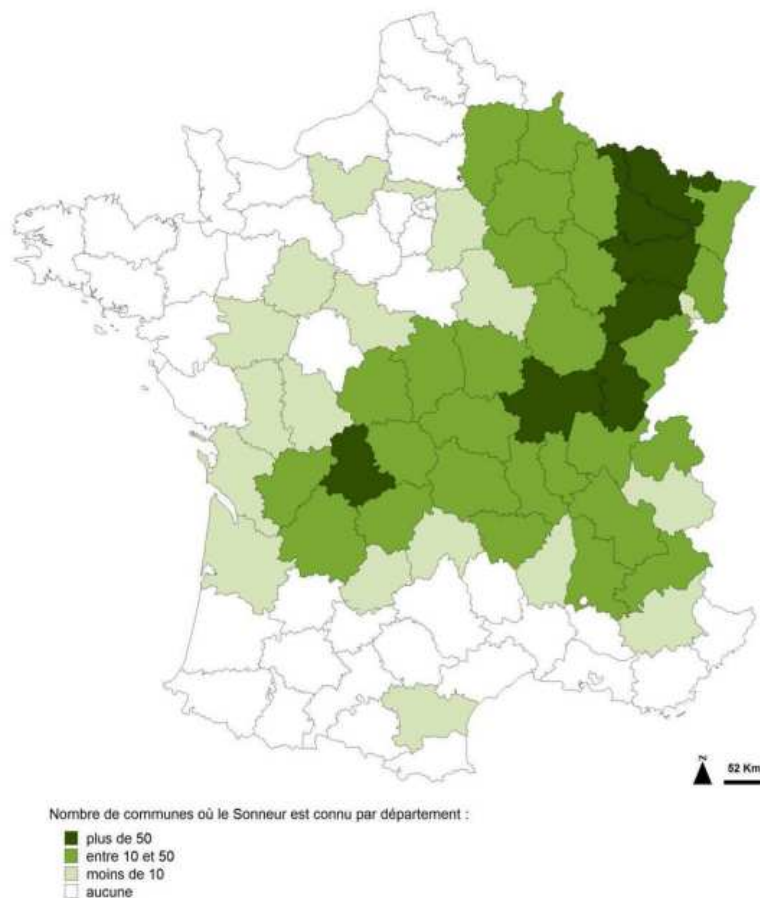 N
52 Km
Nombre de communes où le Sonneur est connu par département :
plus de 50
entre 10 et 50
moins de 10
aucune